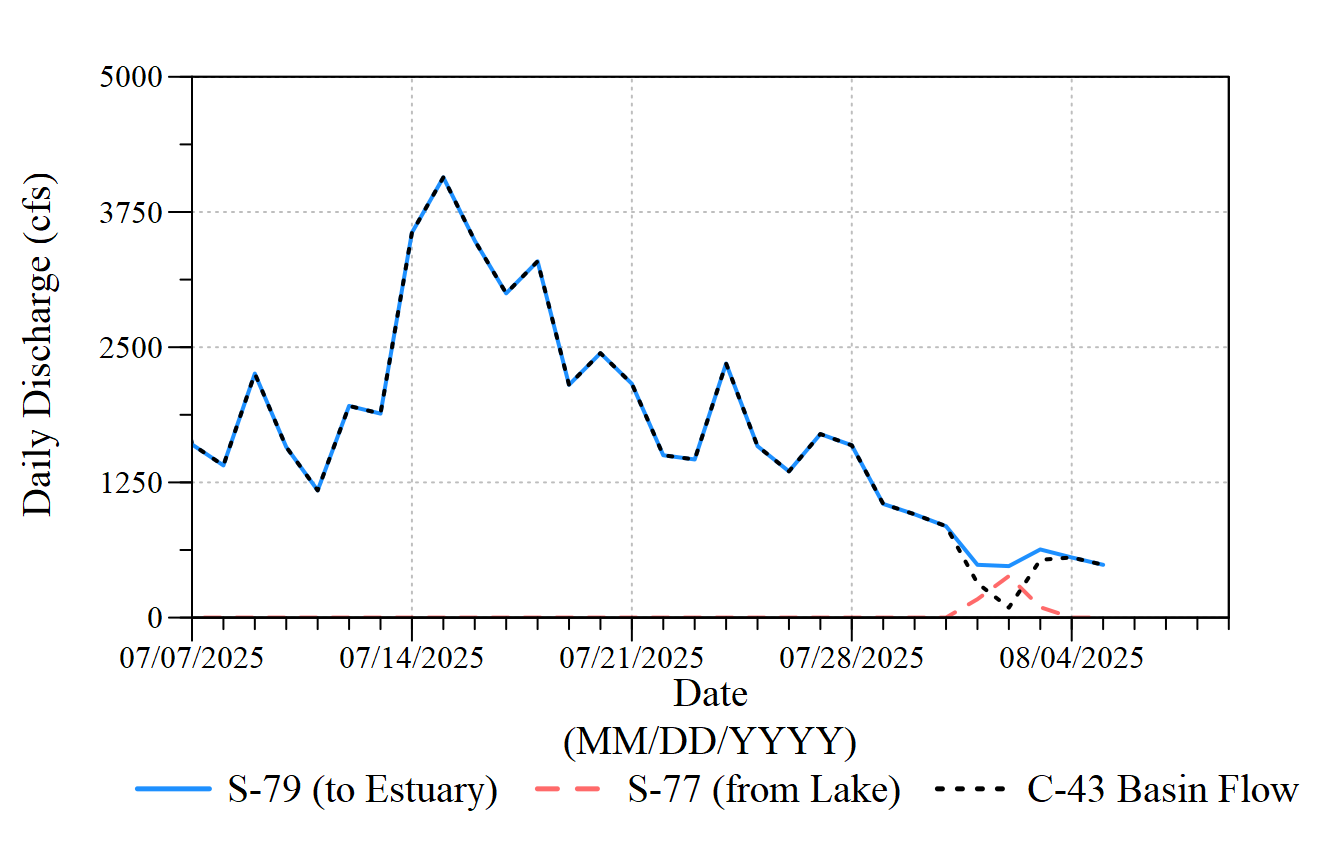 5000
3750
2500
1250
0
Daily Discharge (cfs)
07/07/2025 07/14/2025 07/21/2025 07/28/2025 08/04/2025
Date
(MM/DD/YYYY)
S-79 (to Estuary) S-77 (from Lake) C-43 Basin Flow